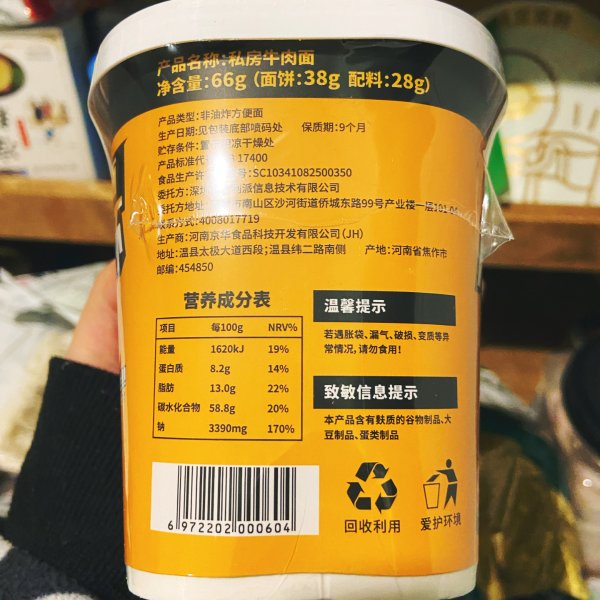 产品名称:私房牛肉面
净含量:66g (面饼:38g 配料:28g)
产品类型:非油炸方便面
生产日期:见包装底部喷码处 保质期:9个月
贮存条件:置 凉干燥处
产品标准代 17400
食品生产许 号:SC10341082500350
委托方:深圳 派信息技术有限公司
委托方地址: 市南山区沙河街道侨城东路99号产业楼一层
联系方式:4008017719
生产商:河南京华食品科技开发有限公司(JH)
地址:温县太极大道西段;温县纬二路南侧 产地:河南省焦作市
邮编:454850
营养成分表
项目 每100g NRV%
能量 1620kJ 19%
蛋白质 8.2g 14%
脂肪 13.0g 22%
碳水化合物 58.8g 20%
钠 3390mg 170%
温馨提示
若遇胀袋、漏气、破损、变质等异
常情况,请勿食用!
致敏信息提示
本产品含有麸质的谷物制品、大
豆制品、蛋类制品
6 972202 000604
回收利用
爱护环境